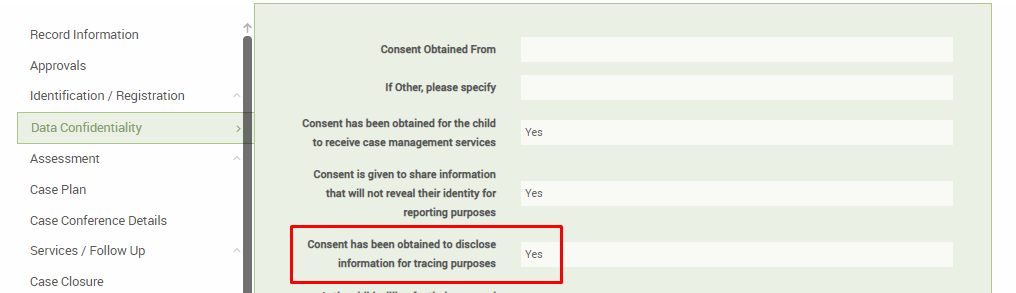 Record Information
Approvals
Identification / Registration
Data Confidentiality
Assessment
Case Plan
Case Conference Details
Services / Follow Up
Case Closure
Consent Obtained From
If Other, please specify
Consent has been obtained for the child
to receive case management services
Yes
Consent is given to share information
that will not reveal their identity for
reporting purposes
Yes
Consent has been obtained to disclose
information for tracing purposes
Yes